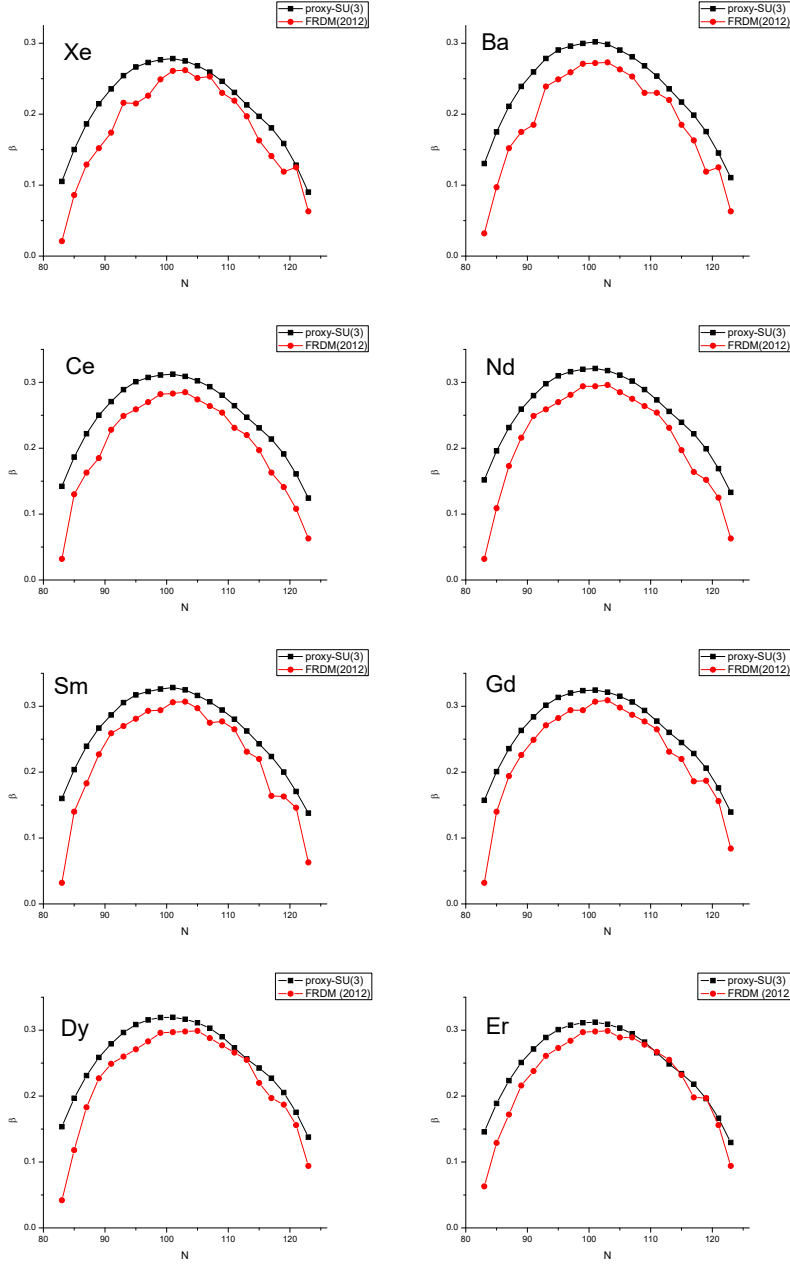 proxy-SU(3)
FRDM(2012)
Xe
0.3
0.2
0.1
0.0
β
80 90 100 110 120
N
proxy-SU(3)
FRDM(2012)
Ba
0.3
0.2
0.1
0.0
β
80 90 100 110 120
N
proxy-SU(3)
FRDM(2012)
Ce
0.3
0.2
0.1
0.0
β
80 90 100 110 120
N
proxy-SU(3)
FRDM(2012)
Nd
0.3
0.2
0.1
0.0
β
80 90 100 110 120
N
proxy-SU(3)
FRDM(2012)
Sm
0.3
0.2
0.1
0.0
β
80 90 100 110 120
N
proxy-SU(3)
FRDM(2012)
Gd
0.3
0.2
0.1
0.0
β
80 90 100 110 120
N
proxy-SU(3)
FRDM (2012)
Dy
0.3
0.2
0.1
0.0
β
80 90 100 110 120
N
proxy-SU(3)
FRDM (2012)
Er
0.3
0.2
0.1
0.0
β
80 90 100 110 120
N